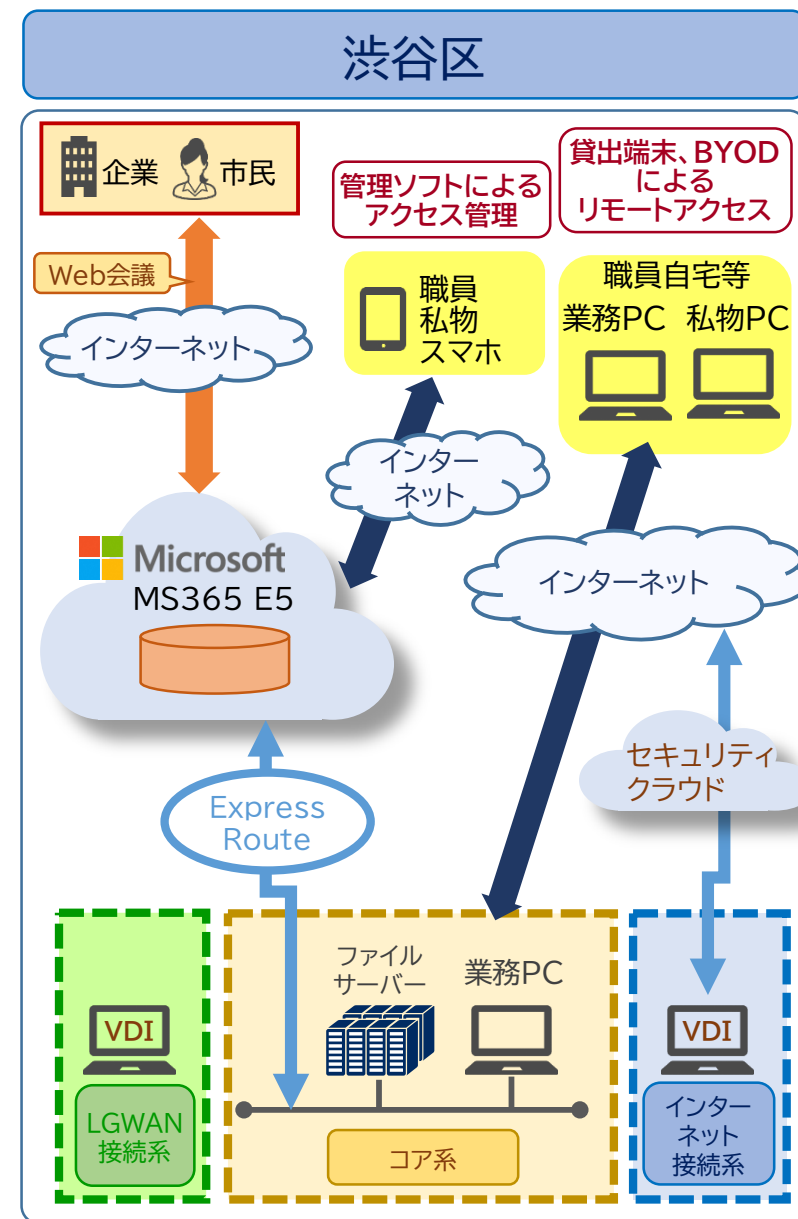 渋谷区
企業
市民
管理ソフトによる
アクセス管理
貸出端末、BYOD
による
リモートアクセス
Web会議
インターネット
職員
私物
スマホ
職員自宅等
業務PC
私物PC
インター
ネット
インターネット
Microsoft
MS365 E5
セキュリティ
クラウド
Express
Route
VDI
LGWAN
接続系
ファイル
サーバー
業務PC
コア系
VDI
インター
ネット
接続系